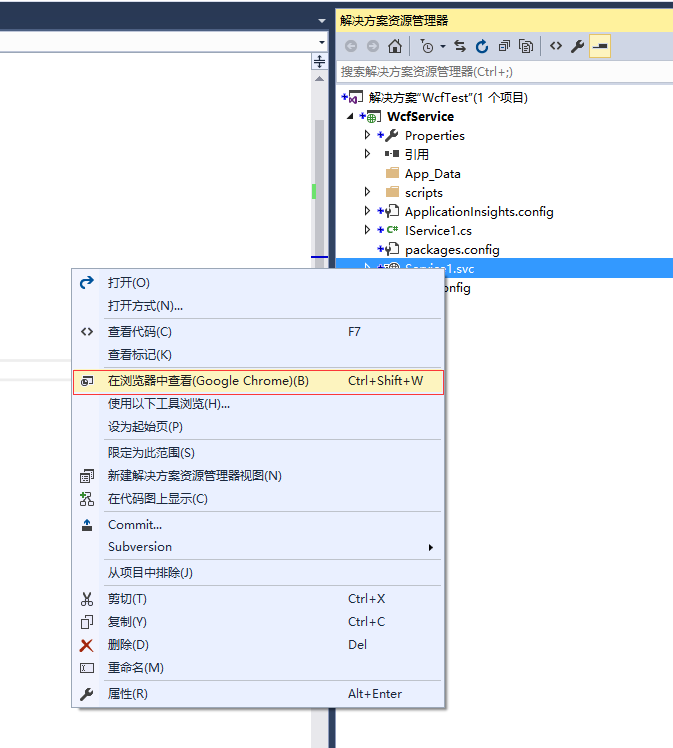 解决方案资源管理器
搜索解决方案资源管理器(Ctrl+;)
解决方案"WcfTest"(1 个项目)
WcfService
Properties
引用
App_Data
scripts
ApplicationInsights.config
IService1.cs
packages.config
Service1.svc
onfig
打开(O)
打开方式(N)...
查看代码(C) F7
查看标记(K)
在浏览器中查看(Google Chrome)(B) Ctrl+Shift+W
使用以下工具浏览(H)...
设为起始页(P)
限定为此范围(S)
新建解决方案资源管理器视图(N)
在代码图上显示(C)
Commit...
Subversion
从项目中排除(J)
剪切(T) Ctrl+X
复制(Y) Ctrl+C
删除(D) Del
重命名(M)
属性(R) Alt+Enter